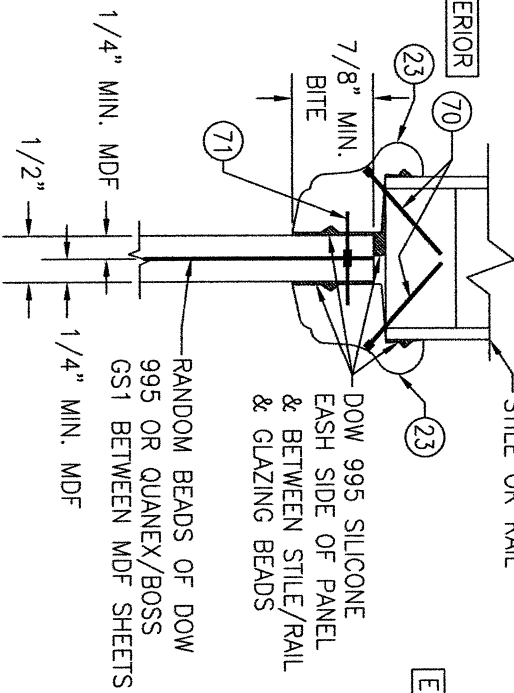 ERIOR
23
70
7/8" MIN.
BITE
71
1/4" MIN. MDF
1/2"
1/4" MIN. MDF
STILE OR RAIL
23
DOW 995 SILICONE
EASH SIDE OF PANEL
& BETWEEN STILE/RAIL
& GLAZING BEADS
RANDOM BEADS OF DOW
995 OR QUANEX/BOSS
GS1 BETWEEN MDF SHEETS
E